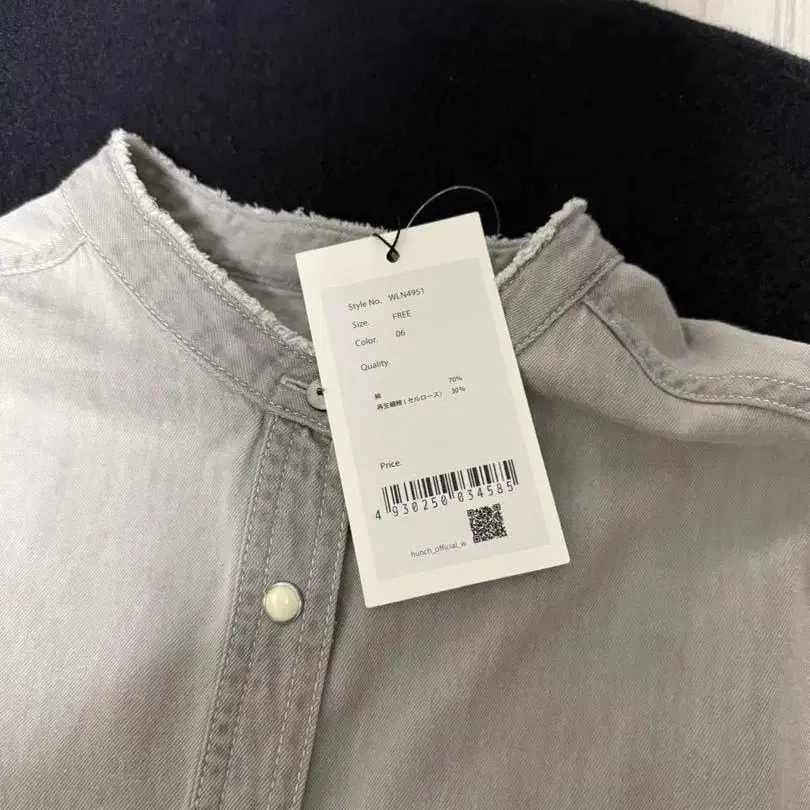 Style No. WLN4951
Size. FREE
Color. 06
Quality.
綿 70%
再生繊維(セルロース) 30%
Price.
4 930250 034585
hunch_official_w